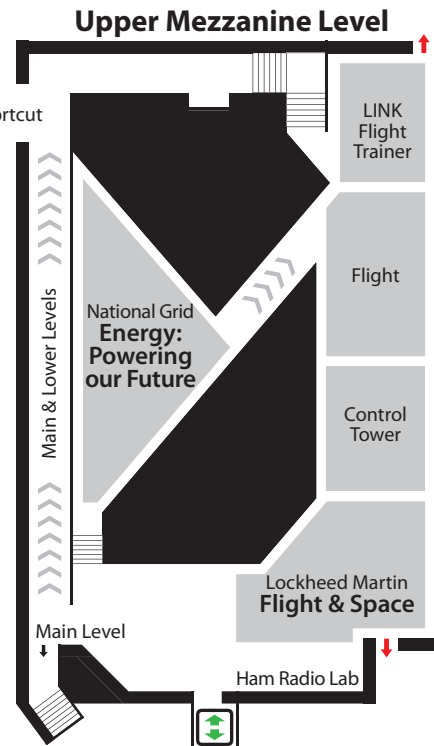 Upper Mezzanine Level
LINK
Flight
Trainer
Flight
National Grid
Energy:
Powering
our Future
Main & Lower Levels
Control
Tower
Lockheed Martin
Flight & Space
Main Level
Ham Radio Lab